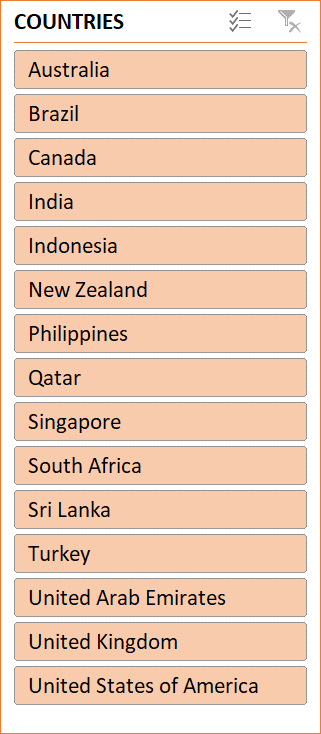 COUNTRIES
Australia
Brazil
Canada
India
Indonesia
New Zealand
Philippines
Qatar
Singapore
South Africa
Sri Lanka
Turkey
United Arab Emirates
United Kingdom
United States of America